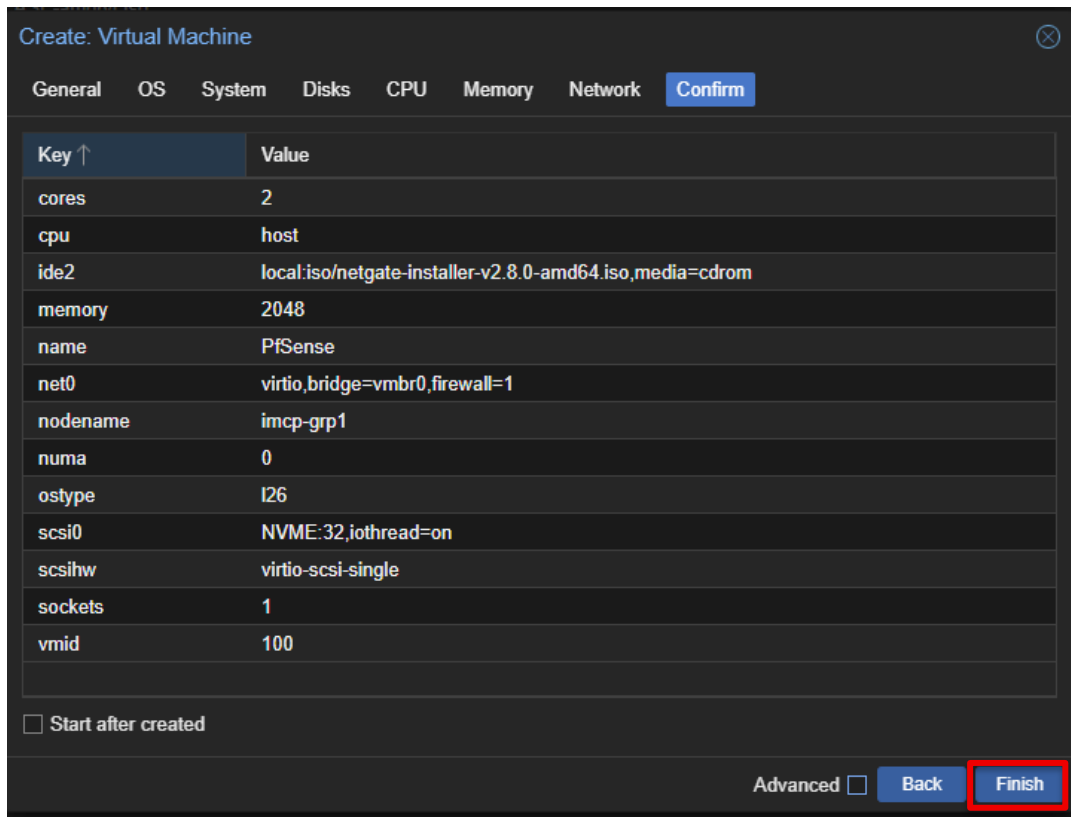 Create: Virtual Machine
General OS System Disks CPU Memory Network Confirm
Key ↑ Value
cores 2
cpu host
ide2 local:iso/netgate-installer-v2.8.0-amd64.iso,media=cdrom
memory 2048
name PfSense
net0 virtio,bridge=vmbr0,firewall=1
nodename imcp-grp1
numa 0
ostype l26
scsi0 NVME:32,iothread=on
scsihw virtio-scsi-single
sockets 1
vmid 100
Start after created
Advanced Back Finish